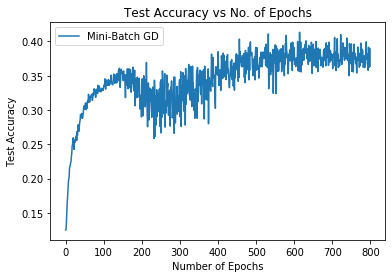 Test Accuracy vs No. of Epochs
Mini-Batch GD
Test Accuracy
0.40
0.35
0.30
0.25
0.20
0.15
0 100 200 300 400 500 600 700 800
Number of Epochs